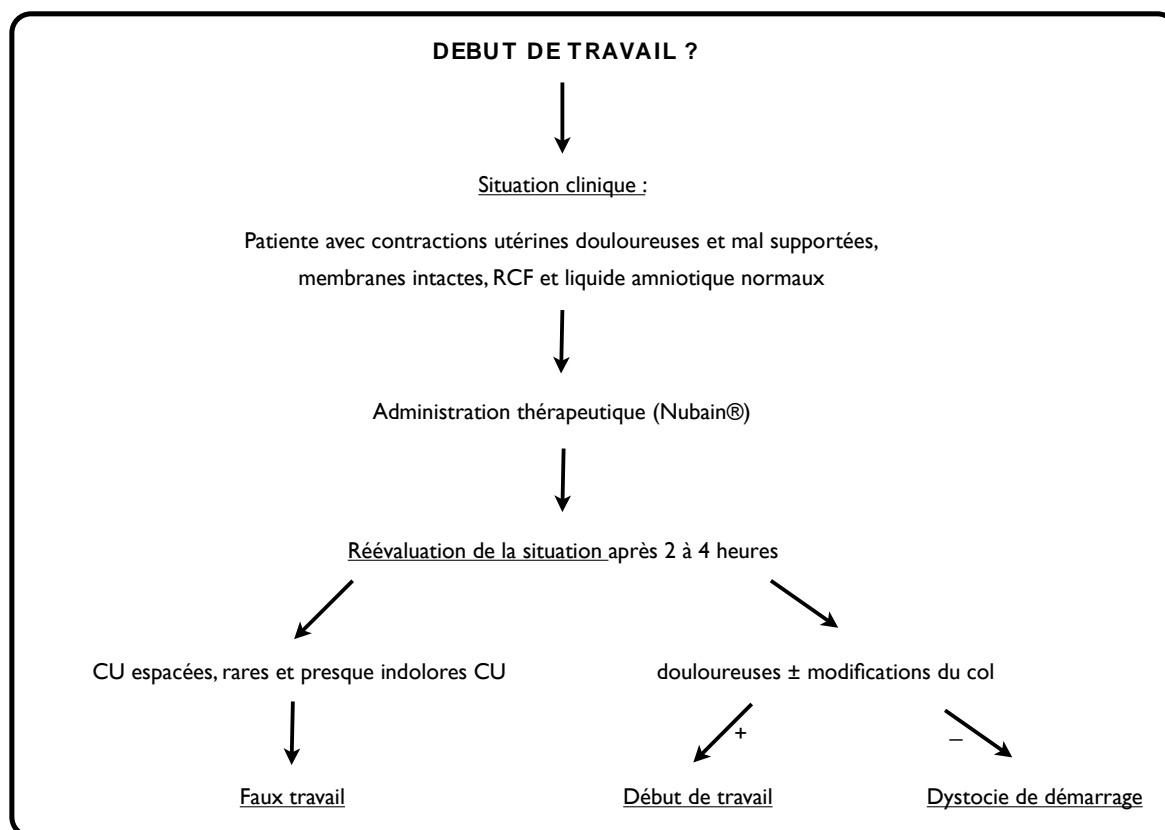 DEBUT DE TRAVAIL ?
Situation clinique :
Patiente avec contractions utérines douloureuses et mal supportées,
membranes intactes, RCF et liquide amniotique normaux
Administration thérapeutique (Nubain®)
Réévaluation de la situation après 2 à 4 heures
CU espacées, rares et presque indolores CU
douloureuses ± modifications du col
+
–
Faux travail
Début de travail
Dystocie de démarrage